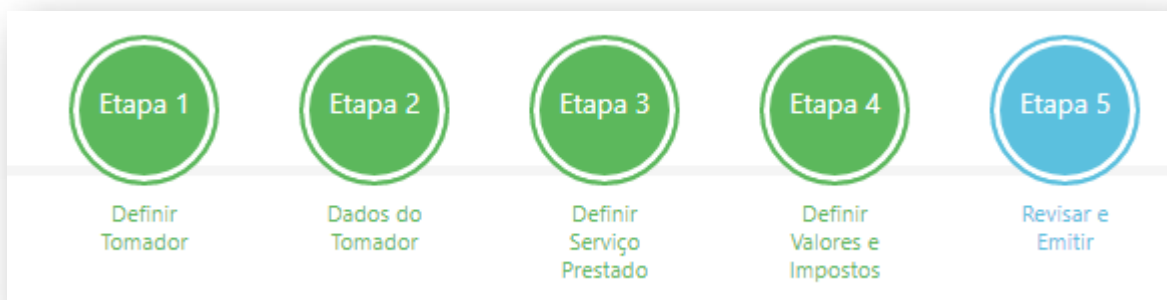 Etapa 1
Etapa 2
Etapa 3
Etapa 4
Etapa 5
Definir
Tomador
Dados do
Tomador
Definir
Serviço
Prestado
Definir
Valores e
Impostos
Revisar e
Emitir